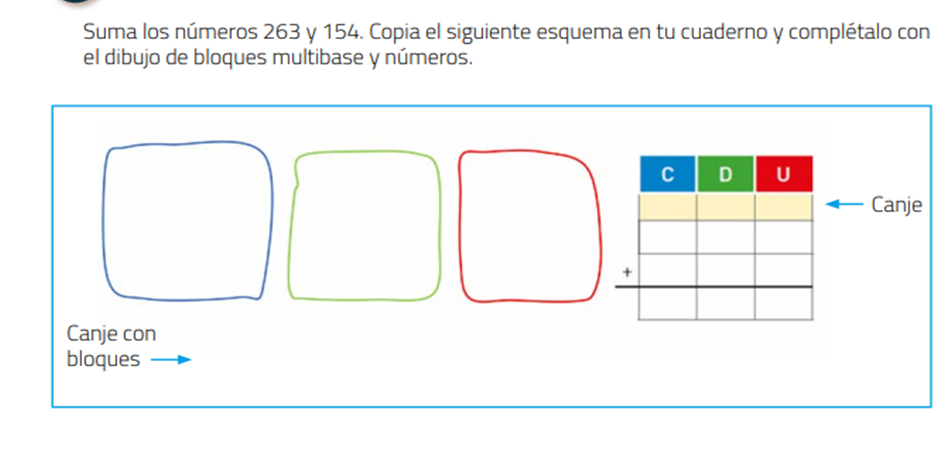 Suma los números 263 y 154. Copia el siguiente esquema en tu cuaderno y complétalo con
el dibujo de bloques multibase y números.
C D U
Canje
+
Canje con
bloques